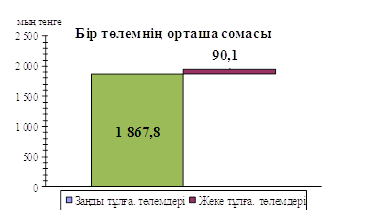 мың теңге
Бір төлемнің орташа сомасы
2 500
90,1
2 000
1 500
1 867,8
1 000
500
0
Заңды тұлға. төлемдері Жеке тұлға. төлемдері